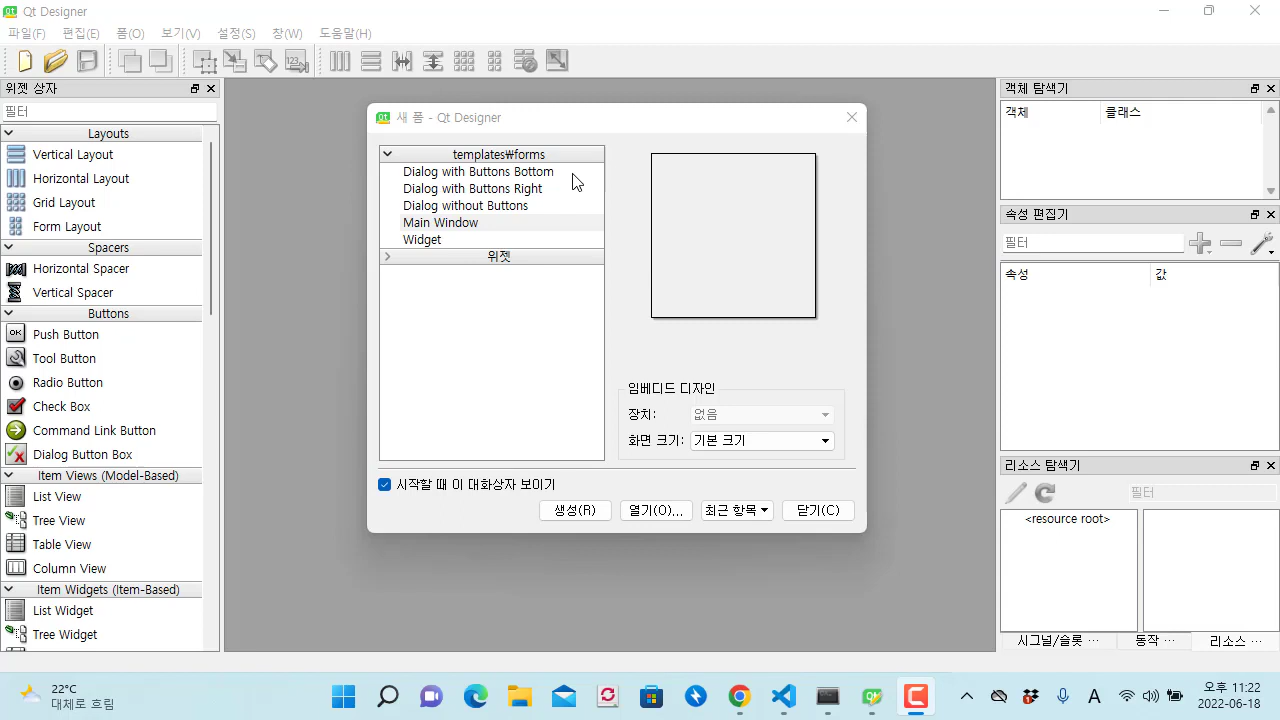 Qt Designer
파일(F) 편집(E) 폼(O) 보기(V) 설정(S) 창(W) 도움말(H)
위젯 상자
필터
Layouts
Vertical Layout
Horizontal Layout
Grid Layout
Form Layout
Spacers
Horizontal Spacer
Vertical Spacer
Buttons
Push Button
Tool Button
Radio Button
Check Box
Command Link Button
Dialog Button Box
Item Views (Model-Based)
List View
Tree View
Table View
Column View
Item Widgets (Item-Based)
List Widget
Tree Widget
새 폼 - Qt Designer
templates₩forms
Dialog with Buttons Bottom
Dialog with Buttons Right
Dialog without Buttons
Main Window
Widget
위젯
임베디드 디자인
장치: 없음
화면 크기: 기본 크기
시작할 때 이 대화상자 보이기
생성(R) 열기(O)... 최근 항목 닫기(C)
객체 탐색기
객체 클래스
속성 편집기
필터
속성 값
리소스 탐색기
필터
<resource root>
시그널/슬롯 ··· 동작 ··· 리소스 ···
22°C
대체로 흐림
A
오후 11:22
2022-06-18